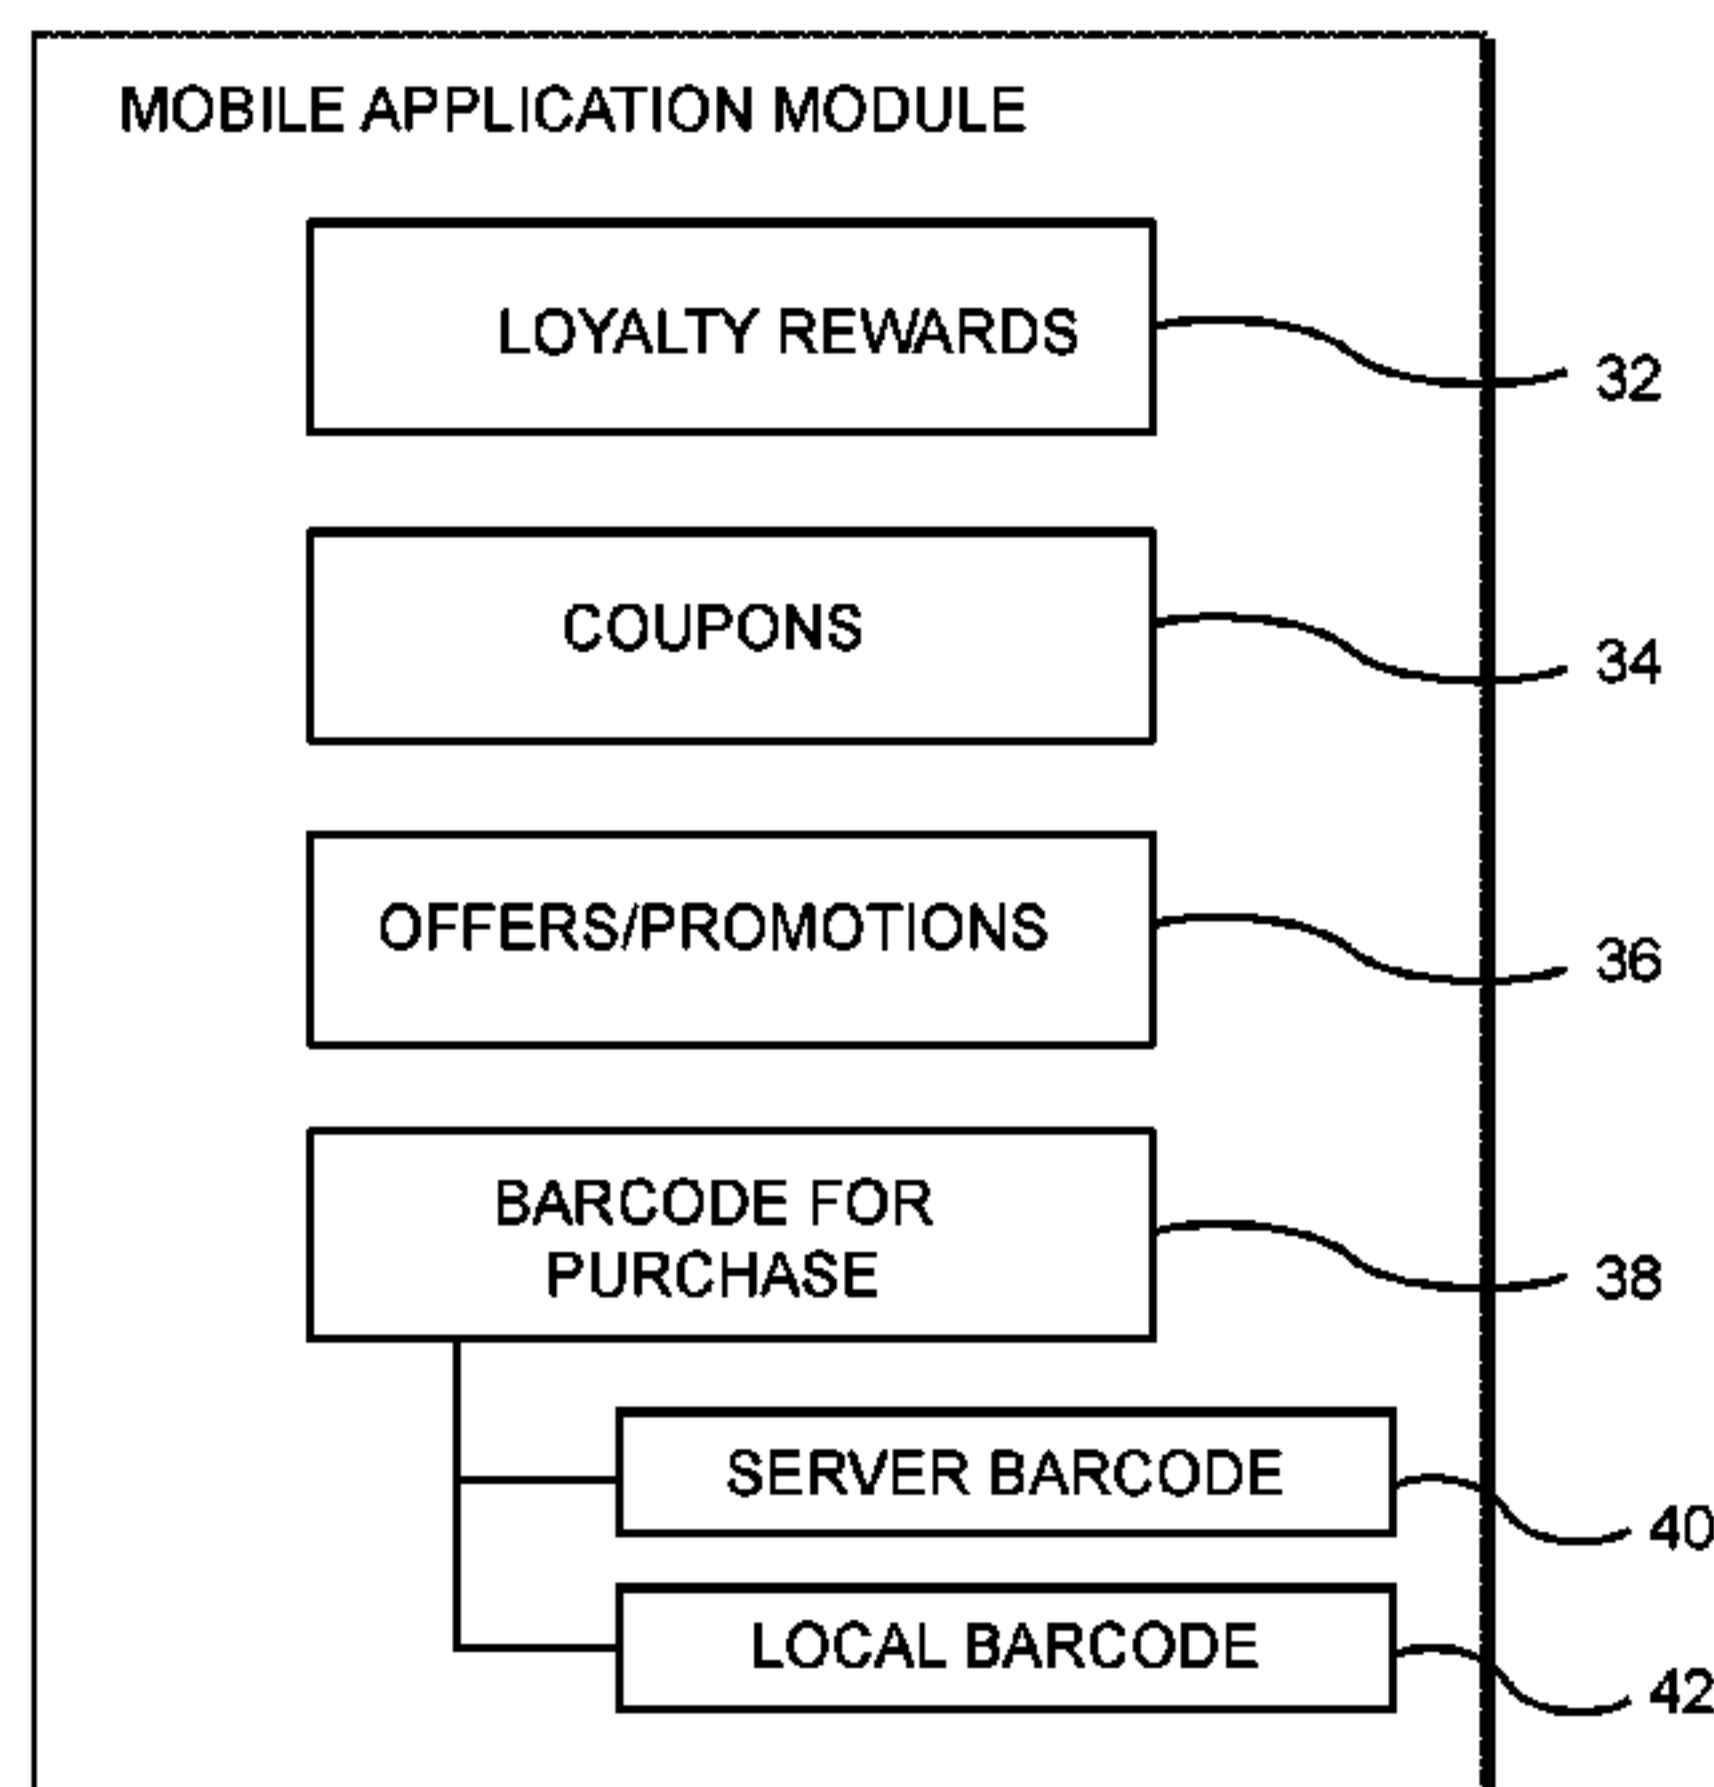 MOBILE APPLICATION MODULE
LOYALTY REWARDS
32
COUPONS
34
OFFERS/PROMOTIONS
36
BARCODE FOR
PURCHASE
38
SERVER BARCODE
40
LOCAL BARCODE
42